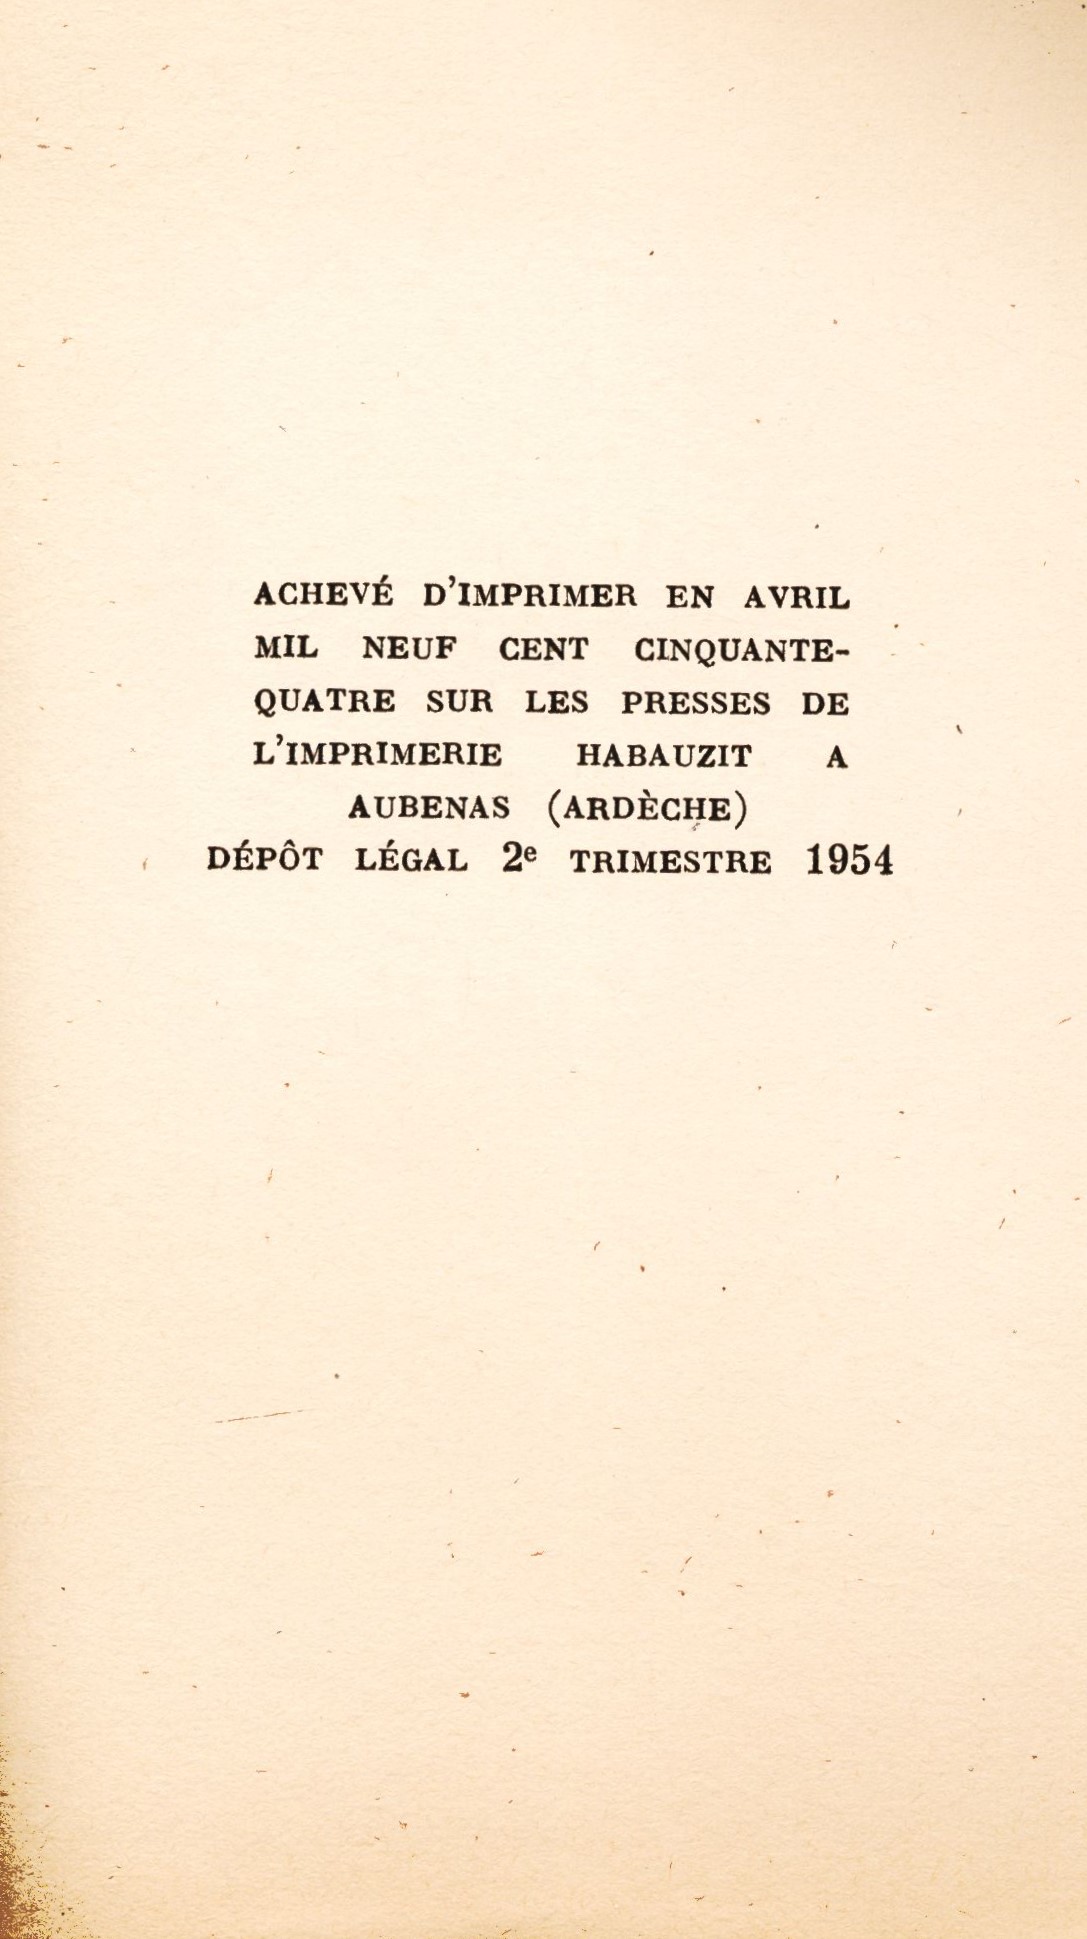 ACHEVÉ D'IMPRIMER EN AVRIL
MIL NEUF CENT CINQUANTE-
QUATRE SUR LES PRESSES DE
L'IMPRIMERIE HABAUZIT A
AUBENAS (ARDÈCHE)
DÉPÔT LÉGAL 2e TRIMESTRE 1954